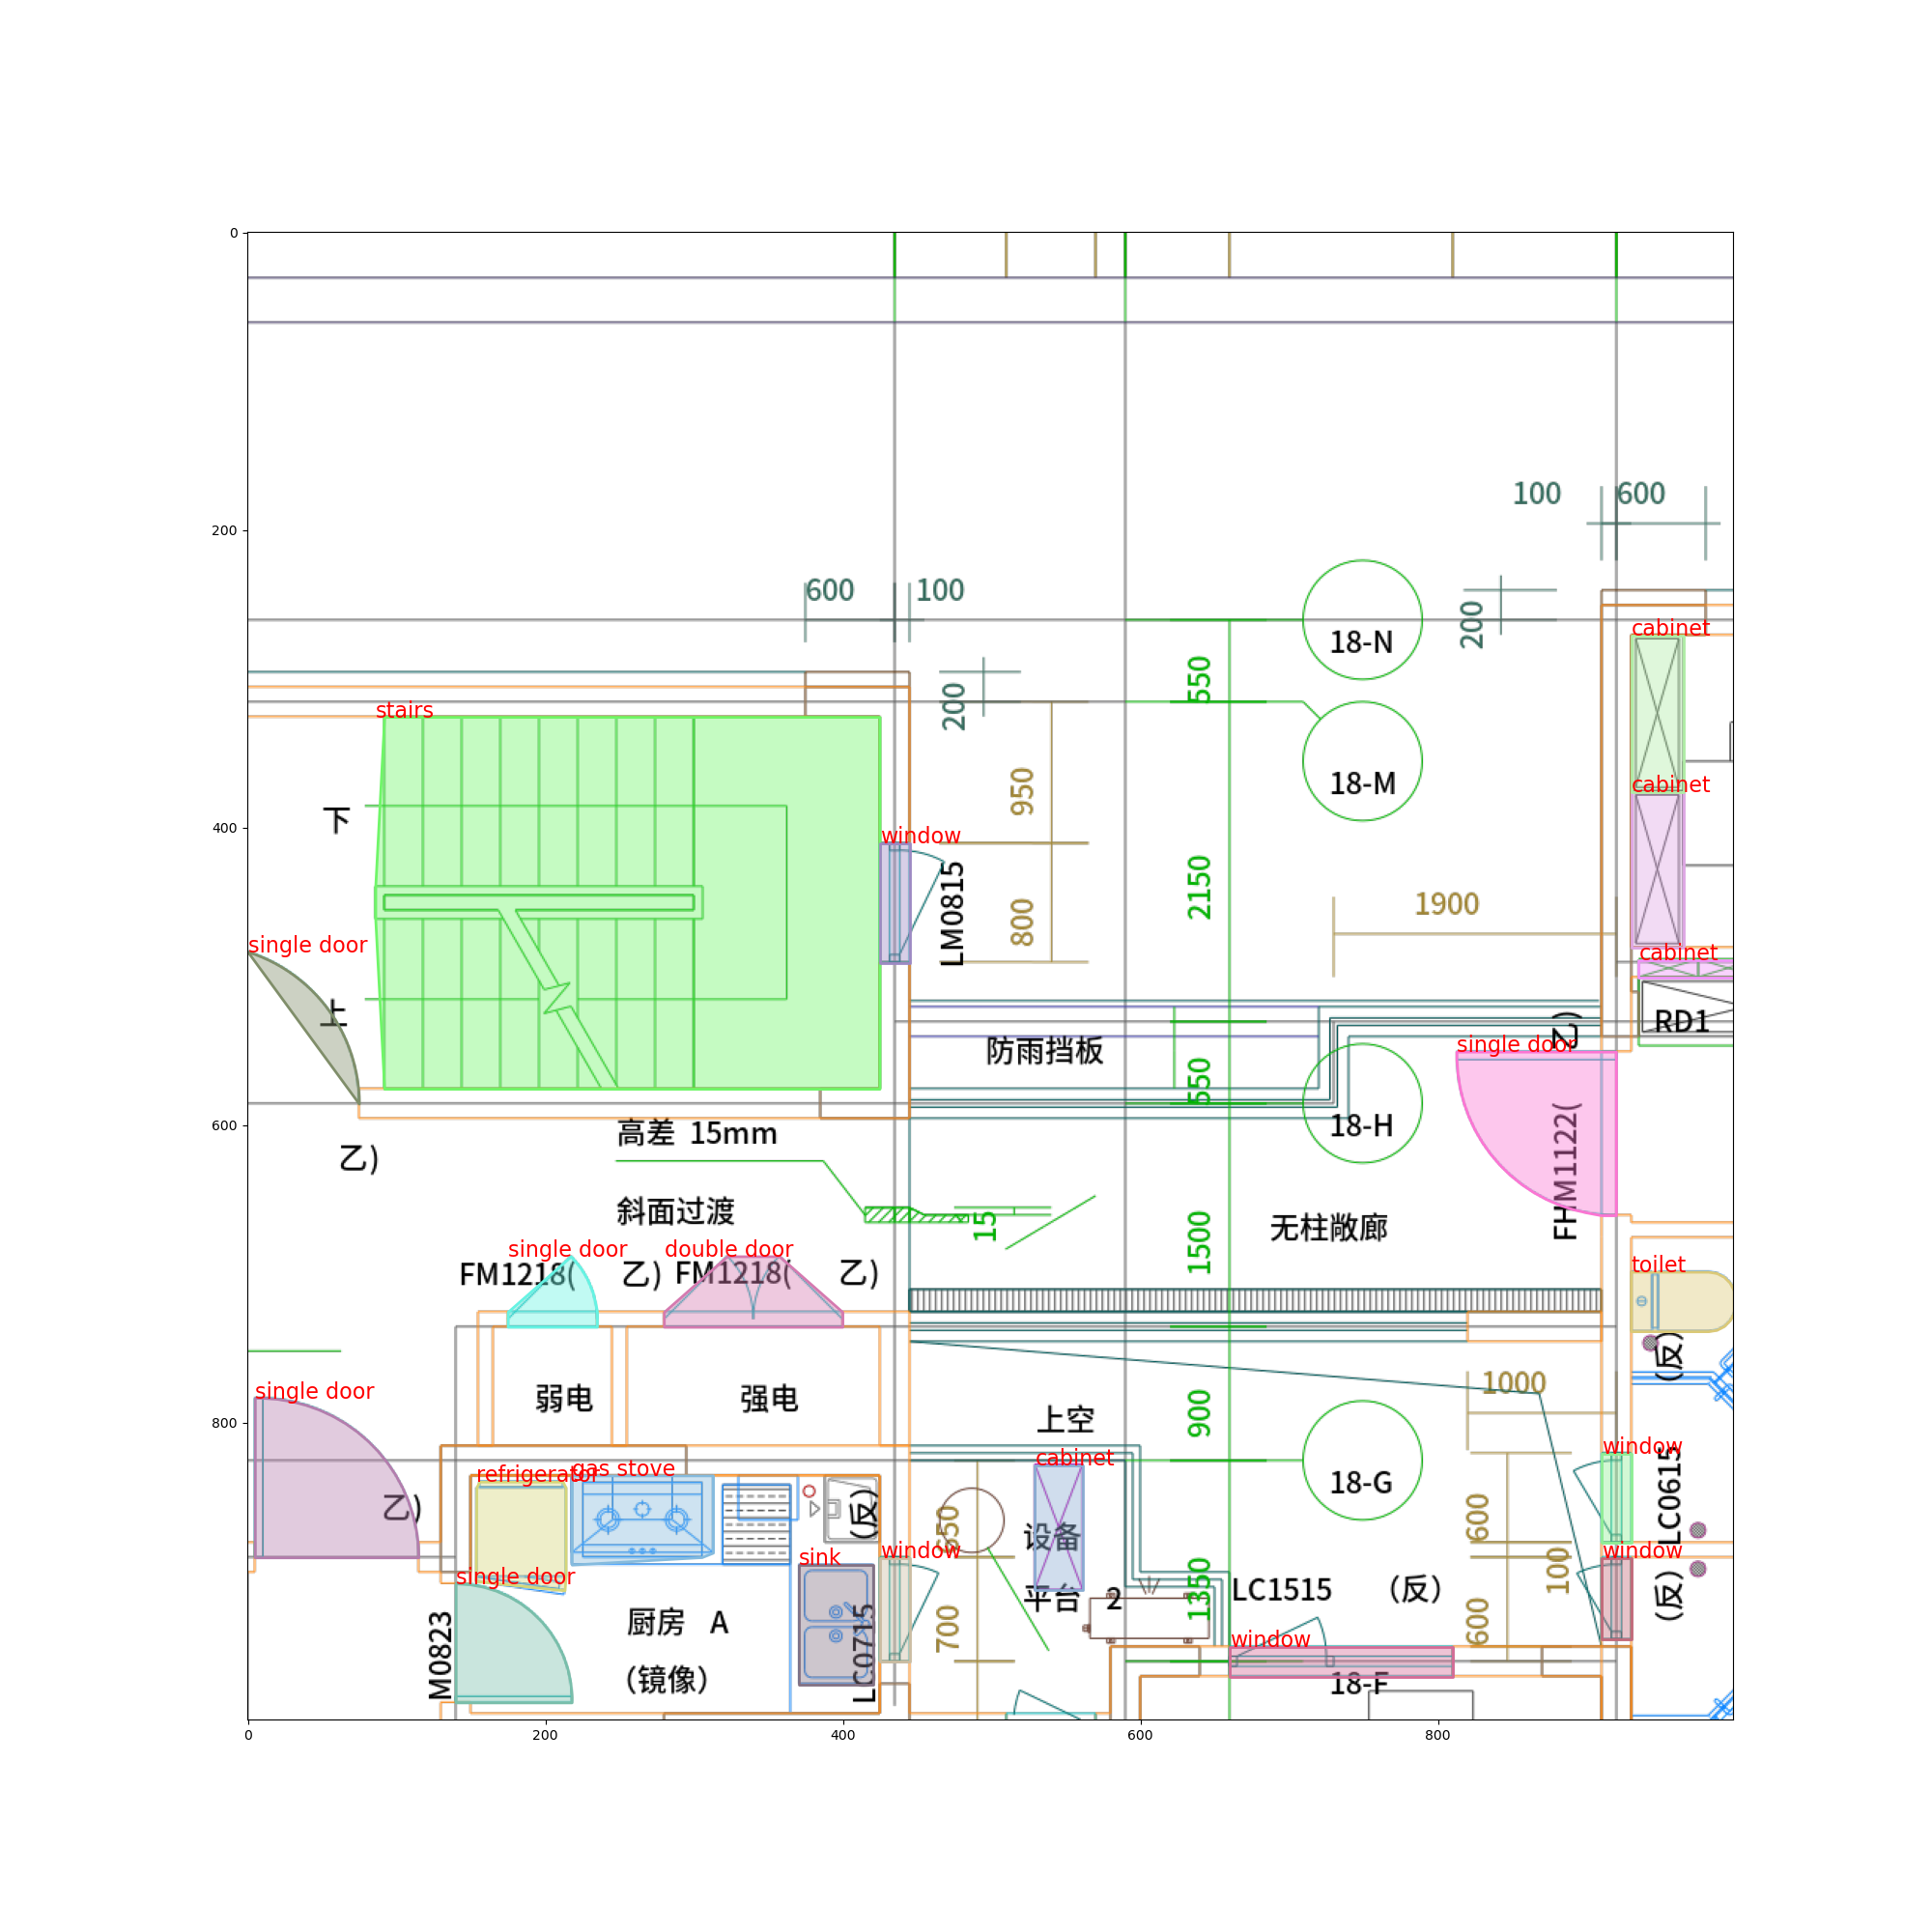 0
200
400
600
800
0
200
400
600
800
100
600
600
100
200
200
18-N
550
cabinet
stairs
18-M
950
cabinet
下
window
LM0815
2150
800
1900
single door
cabinet
上
RD1
乙)
防雨挡板
single door
550
18-H
FHM1122(
高差 15mm
乙)
斜面过渡
15
1500
无柱敞廊
single door
double door
FM1218(
乙)
FM1218(
乙)
toilet
(反)
single door
1000
弱电
强电
上空
900
window
LC0615
cabinet
refrigerator
gas stove
18-G
乙)
(反)
650
设备
600
window
sink
window
single door
1350
100
平台 2
LC1515
(反)
(反)
厨房 A
M0823
LC0715
700
600
window
(镜像)
18-F